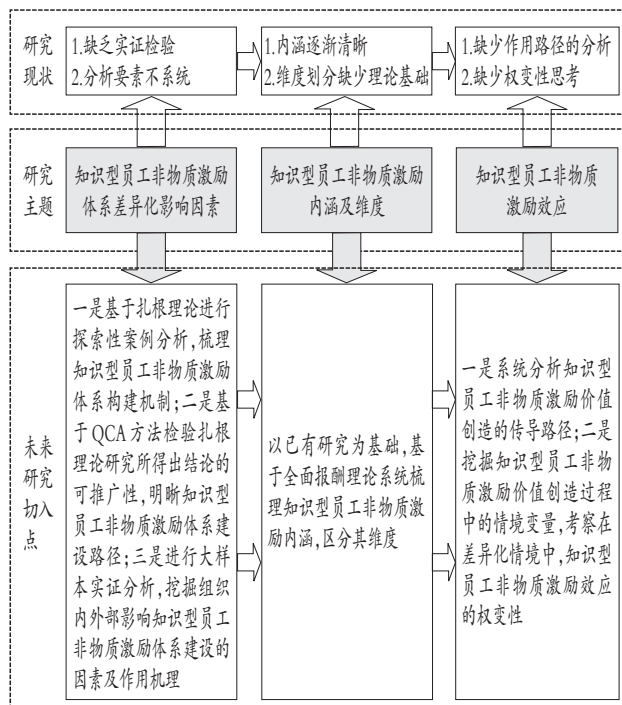 研究
现状
1.缺乏实证检验
2.分析要素不系统
1.内涵逐渐清晰
2.维度划分缺少理论基础
1.缺少作用路径的分析
2.缺少权变性思考
研究
主题
知识型员工非物质激励
体系差异化影响因素
知识型员工非物质激励
内涵及维度
知识型员工非物质
激励效应
未来
研究
切入
点
一是基于扎根理论进行
探索性案例分析,梳理
知识型员工非物质激励
体系构建机制;二是基
于QCA方法检验扎根
理论研究所得出结论的
可推广性,明晰知识型
员工非物质激励体系建
设路径;三是进行大样
本实证分析,挖掘组织
内外部影响知识型员工
非物质激励体系建设的
因素及作用机理
以已有研究为基础,基
于全面报酬理论系统梳
理知识型员工非物质激
励内涵,区分其维度
一是系统分析知识型
员工非物质激励价值
创造的传导路径;二是
挖掘知识型员工非物
质激励价值创造过程
中的情境变量,考察在
差异化情境中,知识型
员工非物质激励效应
的权变性